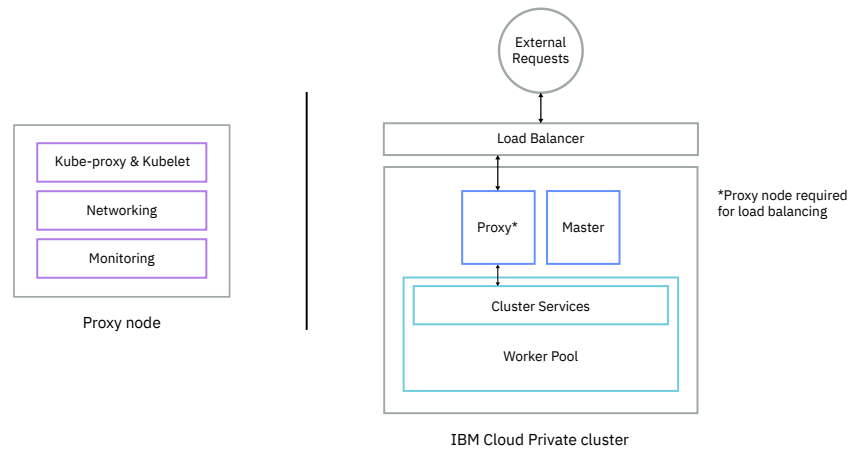 Kube-proxy & Kubelet
Networking
Monitoring
Proxy node
External
Requests
Load Balancer
Proxy*
Master
Cluster Services
Worker Pool
IBM Cloud Private cluster
*Proxy node required
for load balancing